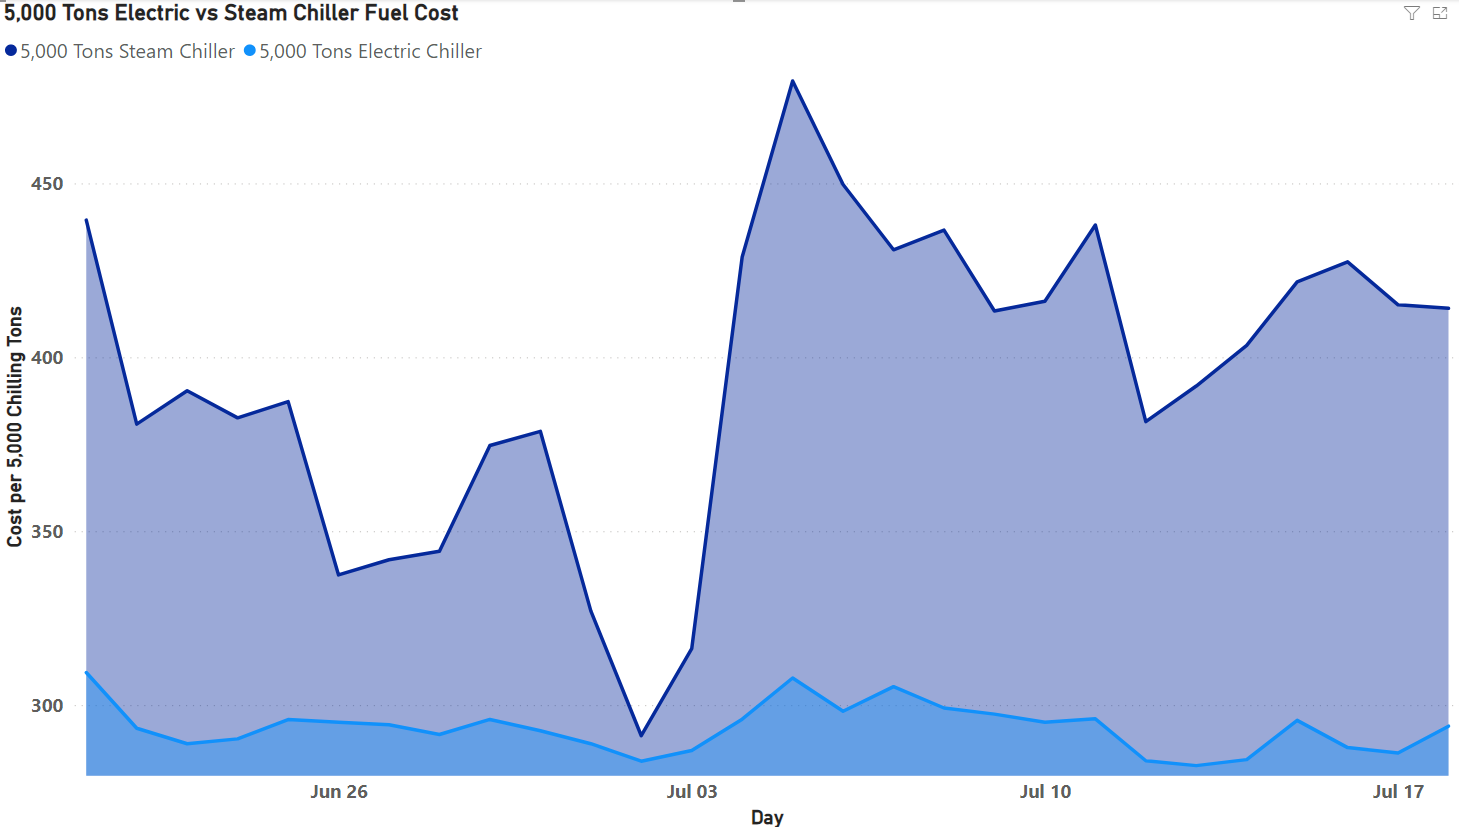 5,000 Tons Electric vs Steam Chiller Fuel Cost
5,000 Tons Steam Chiller 5,000 Tons Electric Chiller
Cost per 5,000 Chilling Tons
450
400
350
300
Jun 26 Jul 03 Jul 10 Jul 17
Day